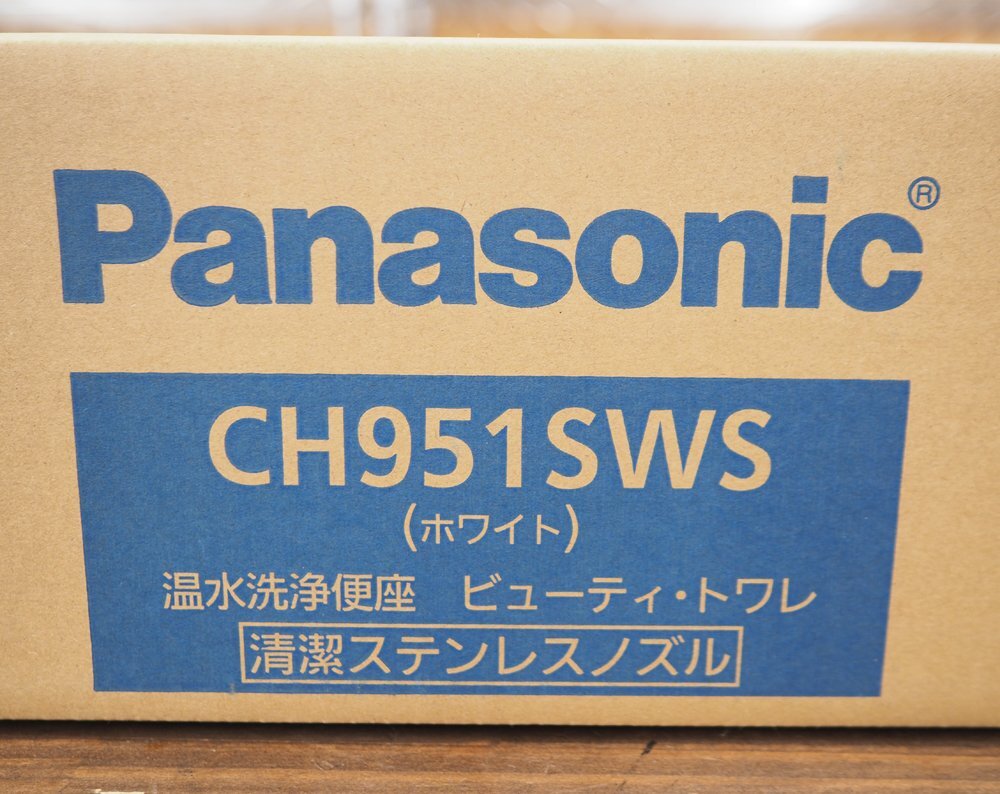 Panasonic®
CH951SWS
(ホワイト)
温水洗浄便座 ビューティ・トワレ
清潔ステンレスノズル